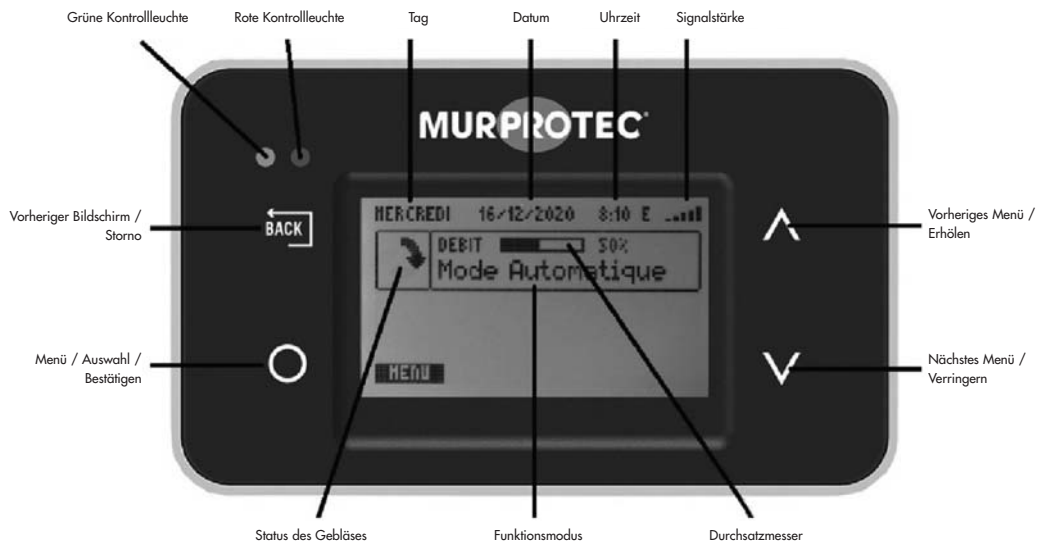 Grüne Kontrollleuchte
Rote Kontrollleuchte
Tag
Datum
Uhrzeit
Signalstärke
MURPROTEC®
Vorheriger Bildschirm /
Storno
BACK
MERCREDI 16/12/2020 8:10 E
DEBIT 50%
Mode Automatique
Vorheriges Menü /
Erhölen
Menü / Auswahl /
Bestätigen
MENU
Nächstes Menü /
Verringern
Status des Gebläses
Funktionsmodus
Durchsatzmesser